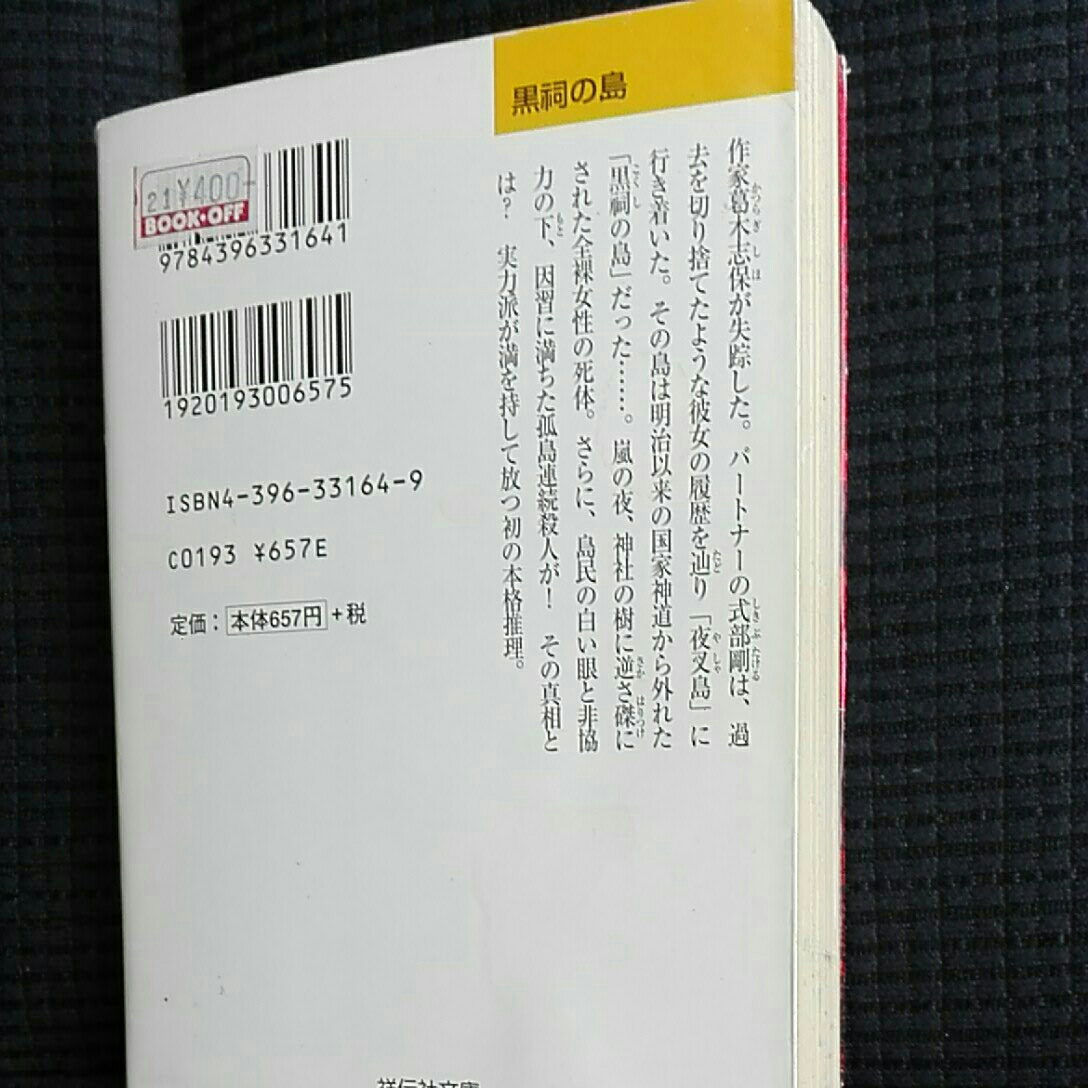 黒祠の島
作家葛木志保が失踪した。パートナーの式部剛は、過
去を切り捨てたような彼女の履歴を辿り「夜叉島」に
行き着いた。その島は明治以来の国家神道から外れた
「黒祠の島」だった……。嵐の夜、神社の樹に逆さ磔に
された全裸女性の死体。さらに、島民の白い眼と非協
力の下、因習に満ちた孤島連続殺人が！　その真相と
は？　実力派が満を持して放つ初の本格推理。
21 ¥400-
BOOK・OFF
9784396331641
1920193006575
ISBN4-396-33164-9
C0193 ¥657E
定価：本体657円+税
祥伝社文庫